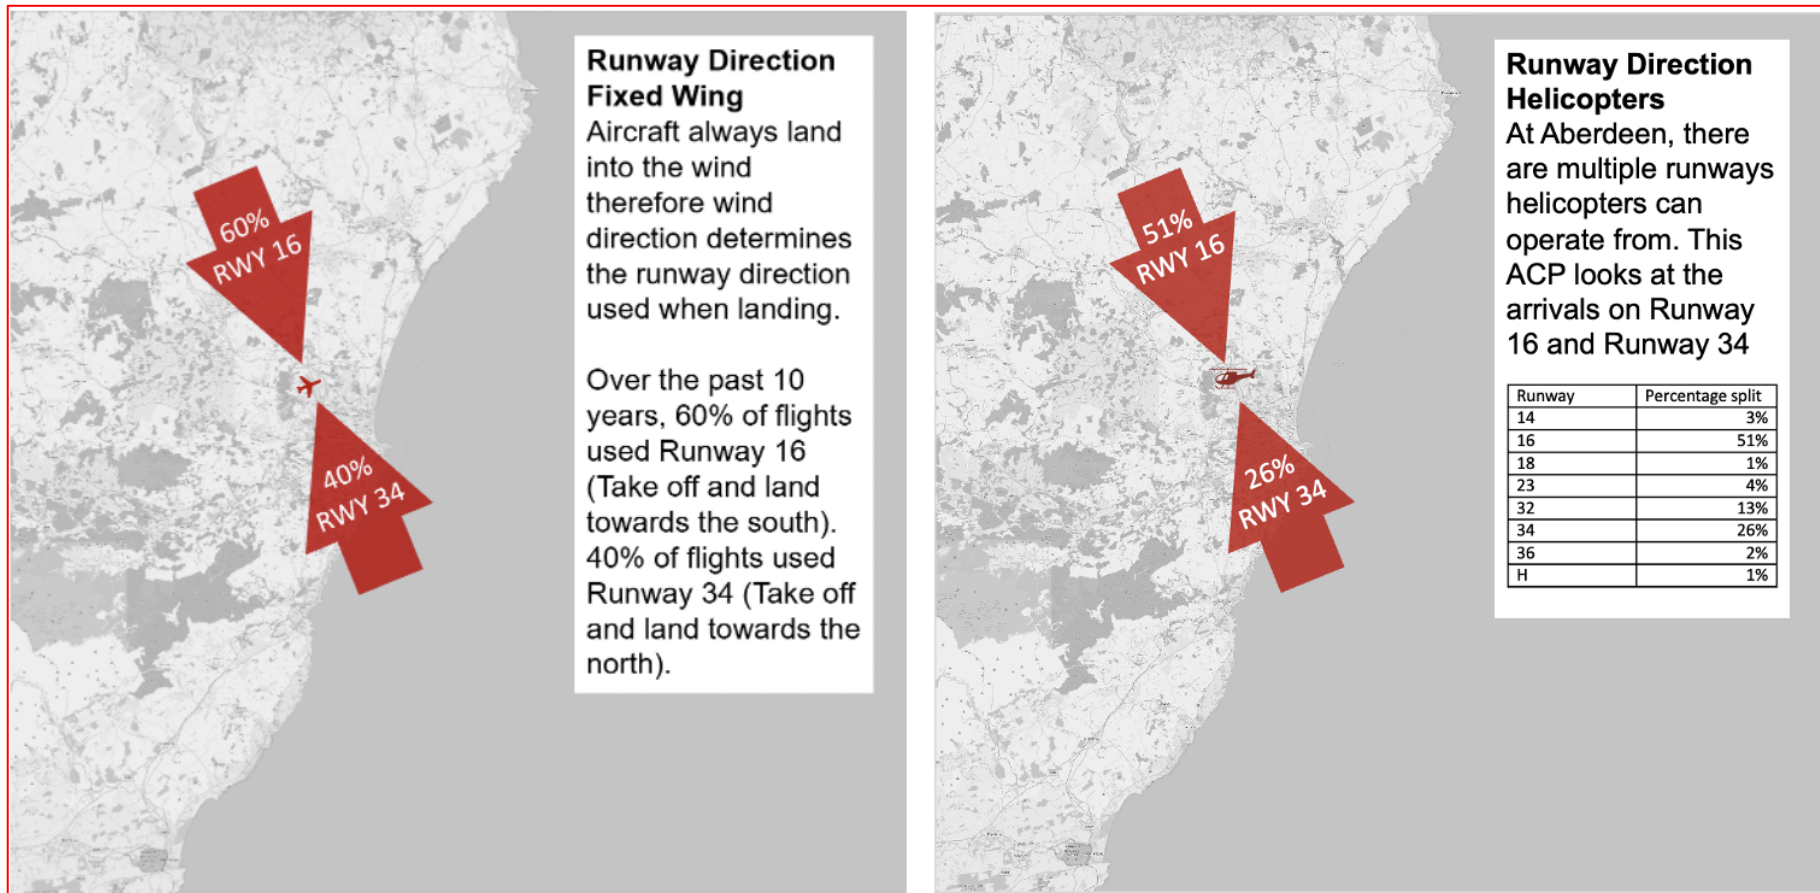 Runway Direction
Fixed Wing
Aircraft always land
into the wind
therefore wind
direction determines
the runway direction
used when landing.
Over the past 10
years, 60% of flights
used Runway 16
(Take off and land
towards the south).
40% of flights used
Runway 34 (Take off
and land towards the
north).
60%
RWY 16
40%
RWY 34
Runway Direction
Helicopters
At Aberdeen, there
are multiple runways
helicopters can
operate from. This
ACP looks at the
arrivals on Runway
16 and Runway 34
Runway Percentage split
14 3%
16 51%
18 1%
23 4%
32 13%
34 26%
36 2%
H 1%
51%
RWY 16
26%
RWY 34